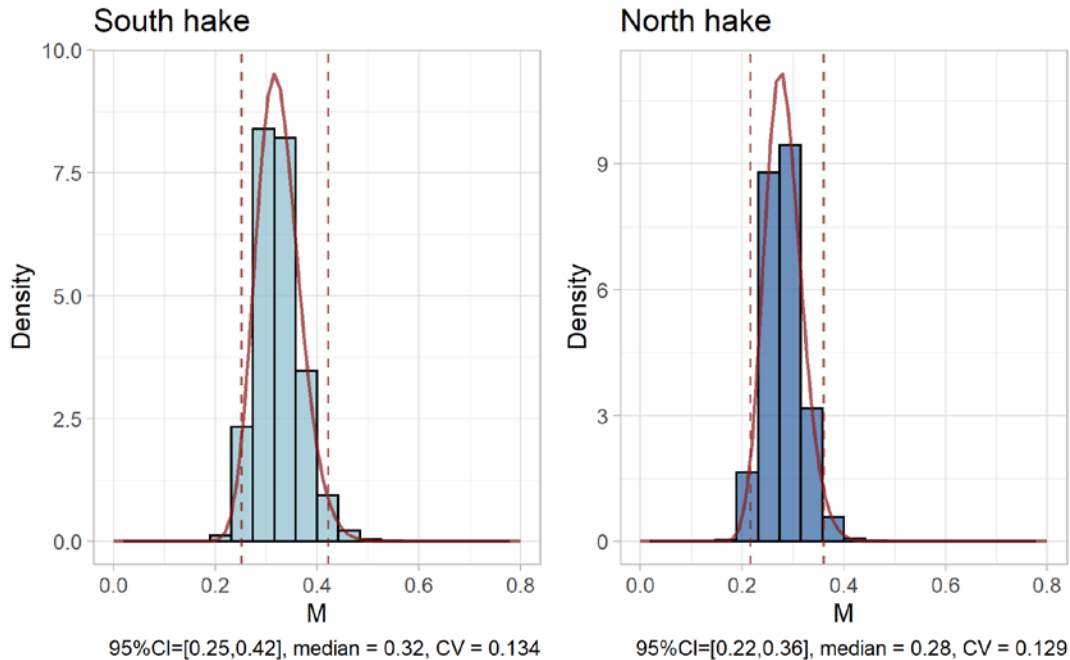 South hake
10.0
7.5
5.0
2.5
0.0
Density
0.0 0.2 0.4 0.6 0.8
M
95%CI=[0.25,0.42], median = 0.32, CV = 0.134
North hake
9
6
3
0
Density
0.0 0.2 0.4 0.6 0.8
M
95%CI=[0.22,0.36], median = 0.28, CV = 0.129